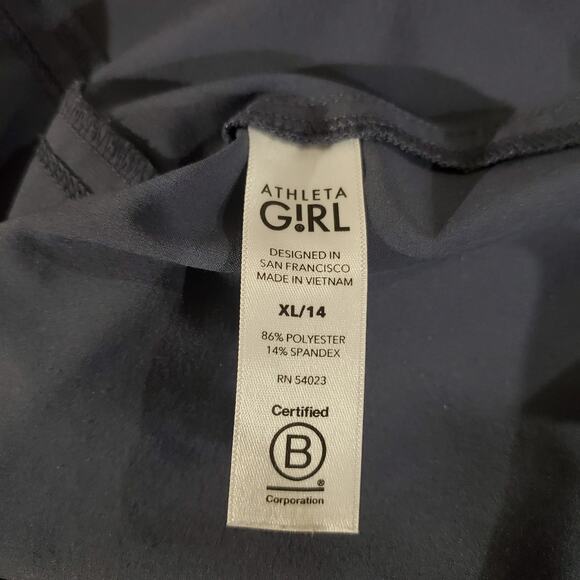 ATHLETA
G!RL
DESIGNED IN
SAN FRANCISCO
MADE IN VIETNAM
XL/14
86% POLYESTER
14% SPANDEX
RN 54023
Certified
B
®
Corporation